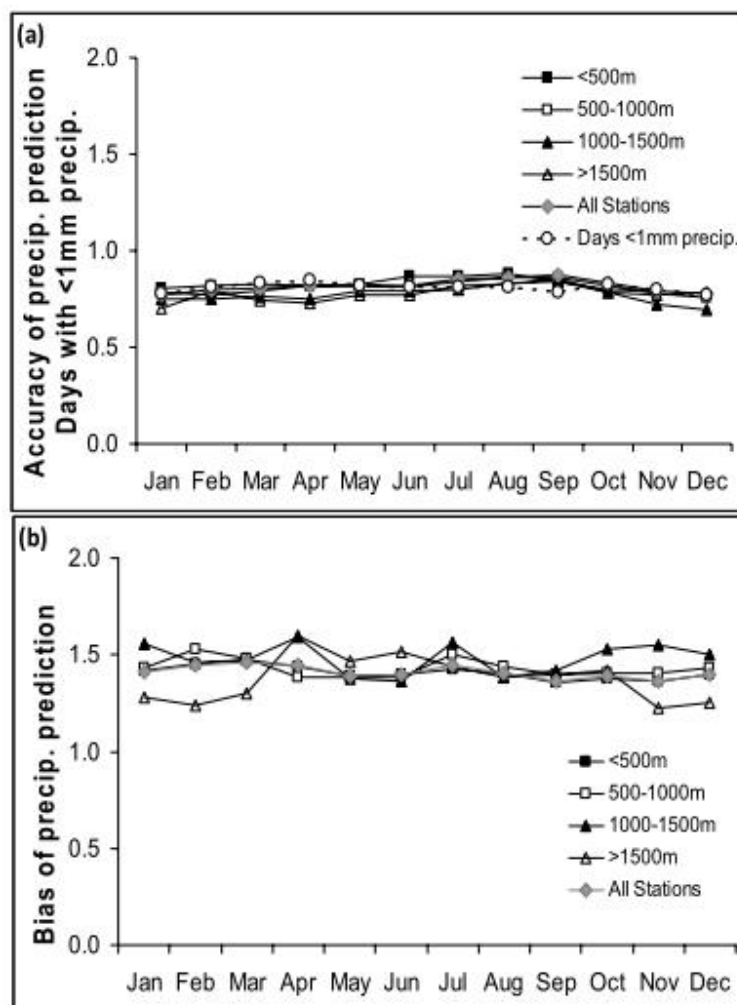 (a)
Accuracy of precip. prediction
Days with <1mm precip.
2.0
1.5
1.0
0.5
0.0
<500m
500-1000m
1000-1500m
>1500m
All Stations
Days <1mm precip.
Jan Feb Mar Apr May Jun Jul Aug Sep Oct Nov Dec
(b)
Bias of precip. prediction
2.0
1.5
1.0
0.5
0.0
<500m
500-1000m
1000-1500m
>1500m
All Stations
Jan Feb Mar Apr May Jun Jul Aug Sep Oct Nov Dec